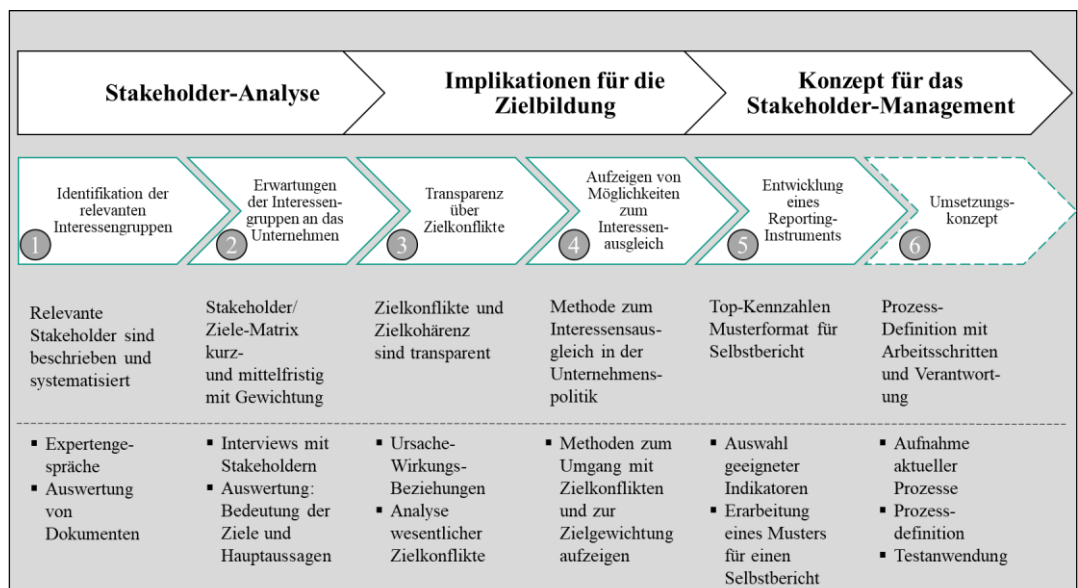 Stakeholder-Analyse
Implikationen für die
Zielbildung
Konzept für das
Stakeholder-Management
Identifikation der
relevanten
Interessengruppen
1
Erwartungen
der Interessen-
gruppen an das
Unternehmen
2
Transparenz
über
Zielkonflikte
3
Aufzeigen von
Möglichkeiten
zum
Interessen-
ausgleich
4
Entwicklung
eines
Reporting-
Instruments
5
Umsetzungs-
konzept
6
Relevante
Stakeholder sind
beschrieben und
systematisiert
Stakeholder/
Ziele-Matrix
kurz-
und mittelfristig
mit Gewichtung
Zielkonflikte und
Zielkohärenz
sind transparent
Methode zum
Interessensaus-
gleich in der
Unternehmens-
politik
Top-Kennzahlen
Musterformat für
Selbstbericht
Prozess-
Definition mit
Arbeitsschritten
und Verantwort-
ung
▪ Expertenge-
spräche
▪ Auswertung
von
Dokumenten
▪ Interviews mit
Stakeholdern
▪ Auswertung:
Bedeutung der
Ziele und
Hauptaussagen
▪ Ursache-
Wirkungs-
Beziehungen
▪ Analyse
wesentlicher
Zielkonflikte
▪ Methoden zum
Umgang mit
Zielkonflikten
und zur
Zielgewichtung
aufzeigen
▪ Auswahl
geeigneter
Indikatoren
▪ Erarbeitung
eines Musters
für einen
Selbstbericht
▪ Aufnahme
aktueller
Prozesse
▪ Prozess-
definition
▪ Testanwendung